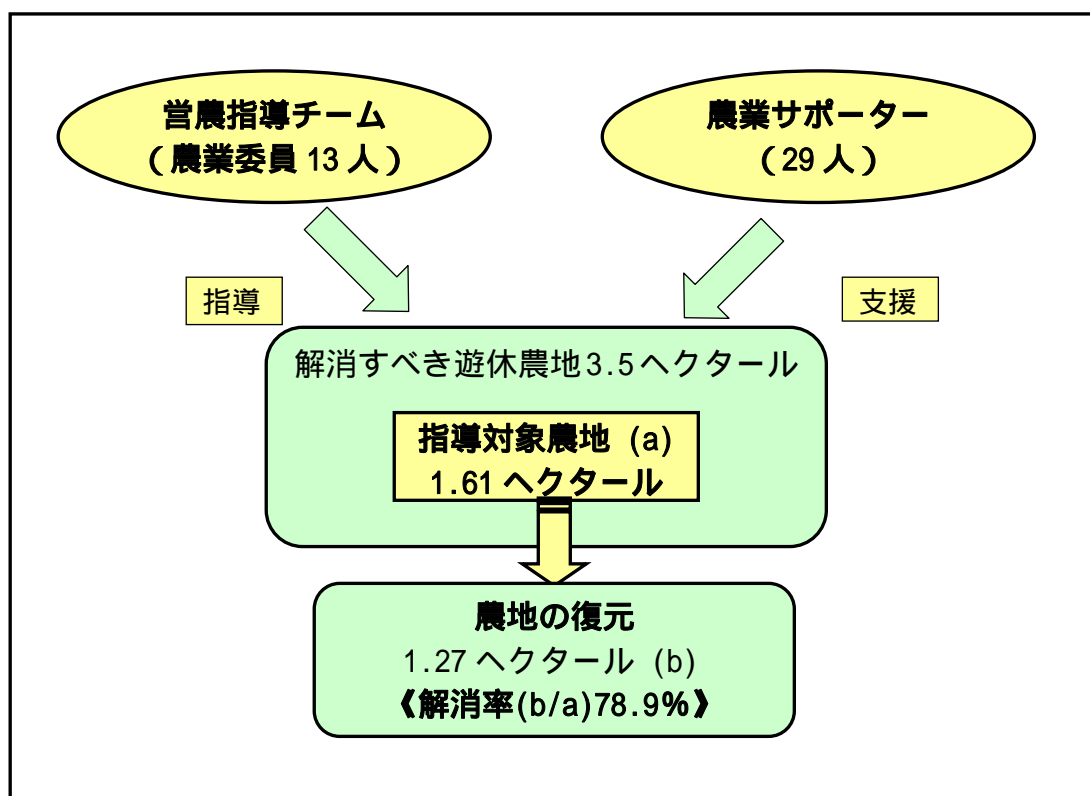 営農指導チーム
（農業委員 13 人）
農業サポーター
（29 人）
指導
支援
解消すべき遊休農地3.5ヘクタール
指導対象農地 (a)
1.61 ヘクタール
農地の復元
1.27 ヘクタール (b)
《解消率(b/a)78.9%》